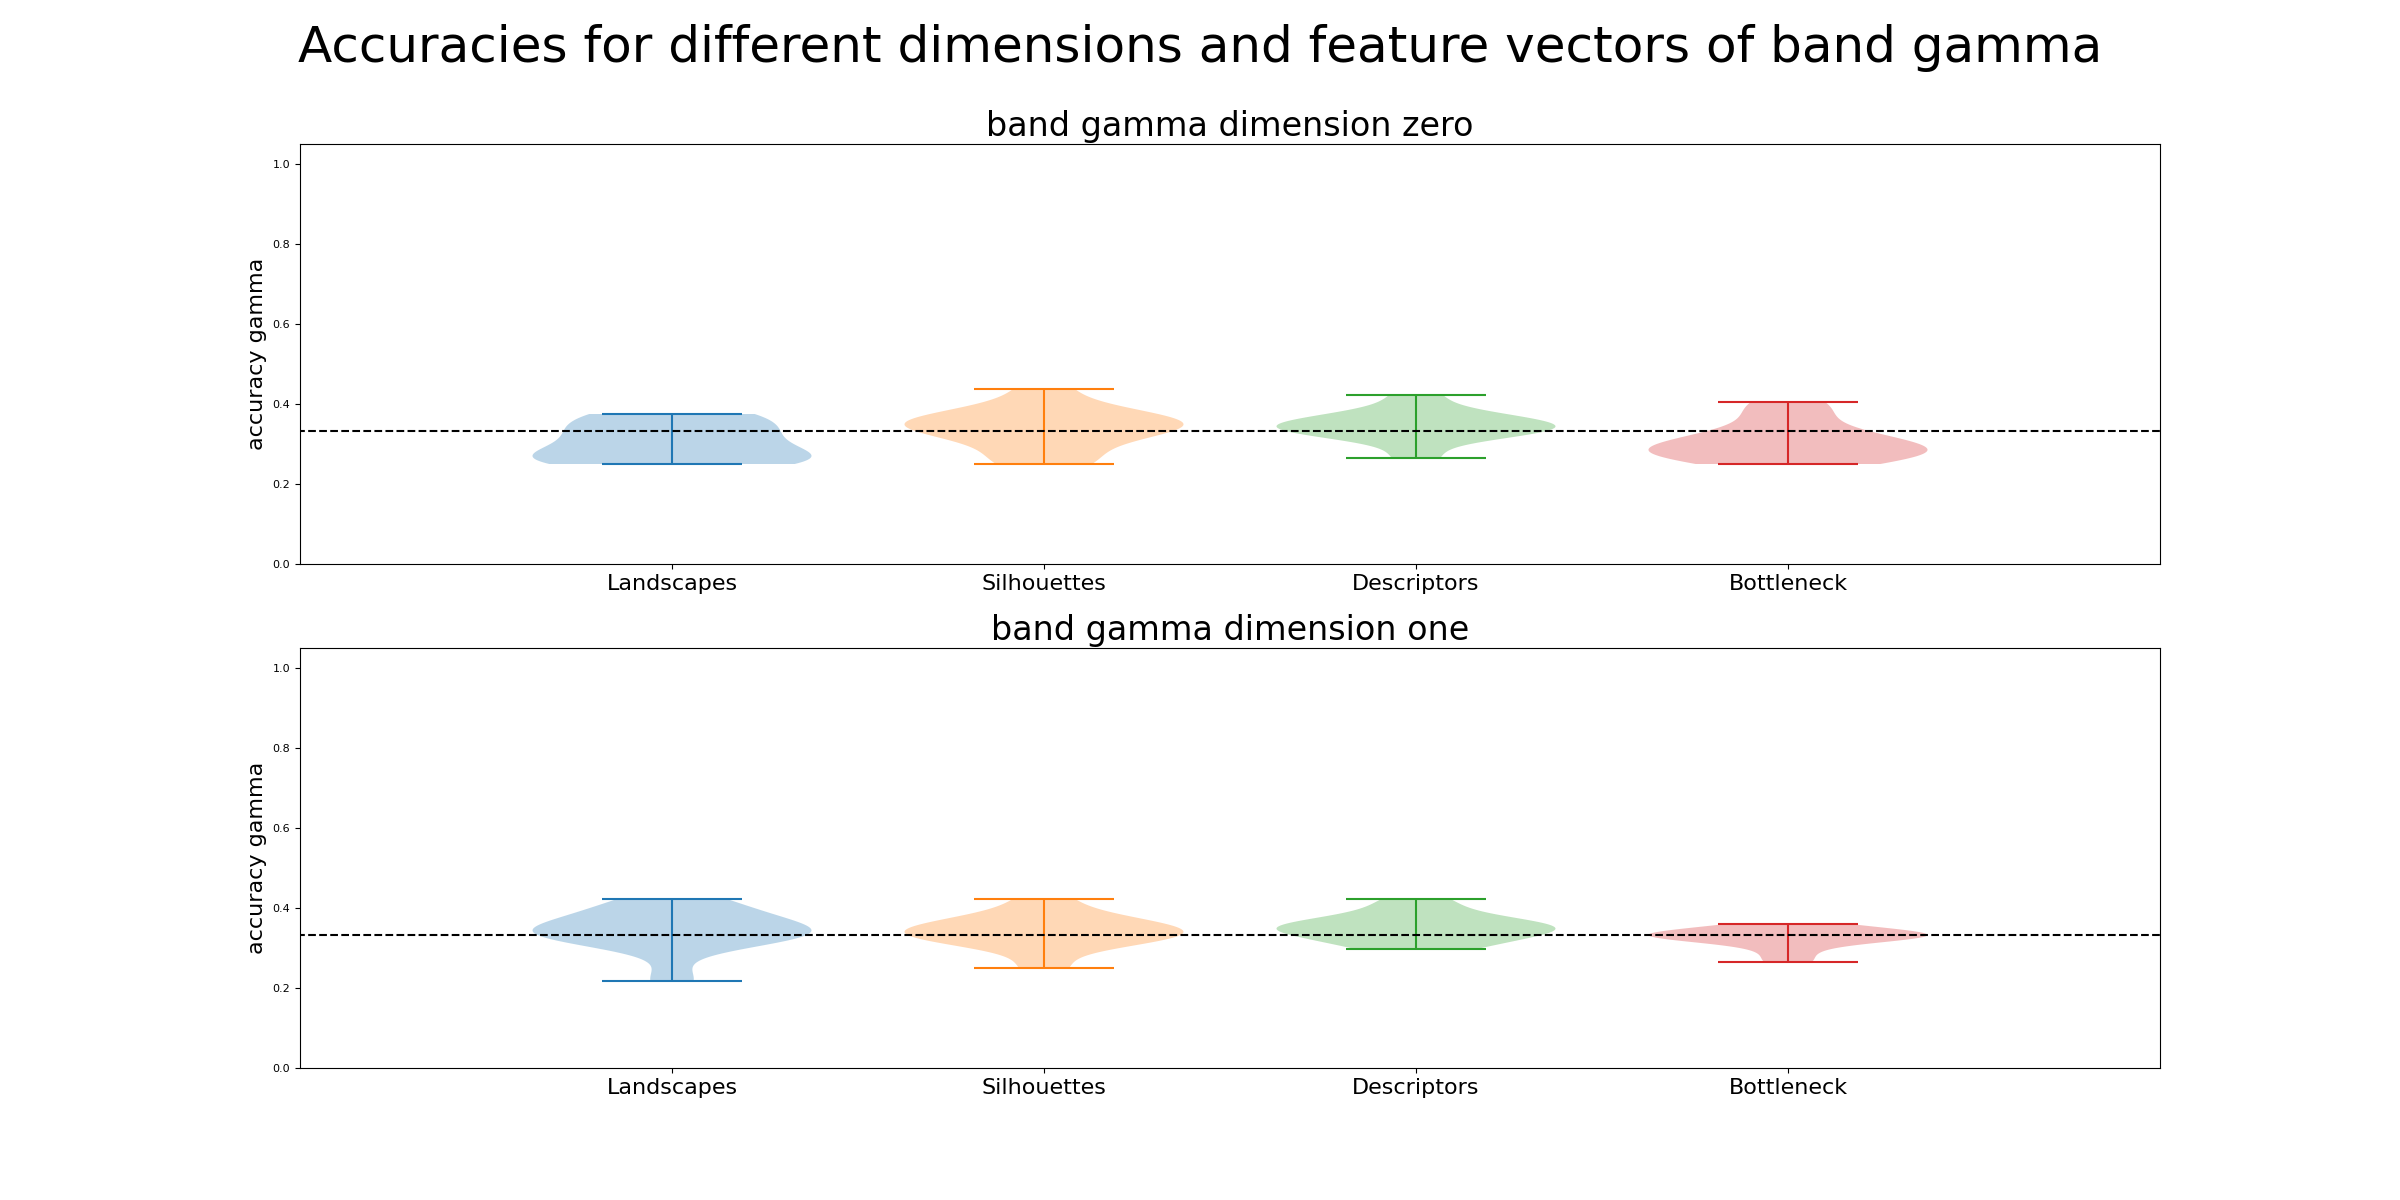 Accuracies for different dimensions and feature vectors of band gamma
band gamma dimension zero
accuracy gamma
1.0
0.8
0.6
0.4
0.2
0.0
Landscapes Silhouettes Descriptors Bottleneck
band gamma dimension one
accuracy gamma
1.0
0.8
0.6
0.4
0.2
0.0
Landscapes Silhouettes Descriptors Bottleneck